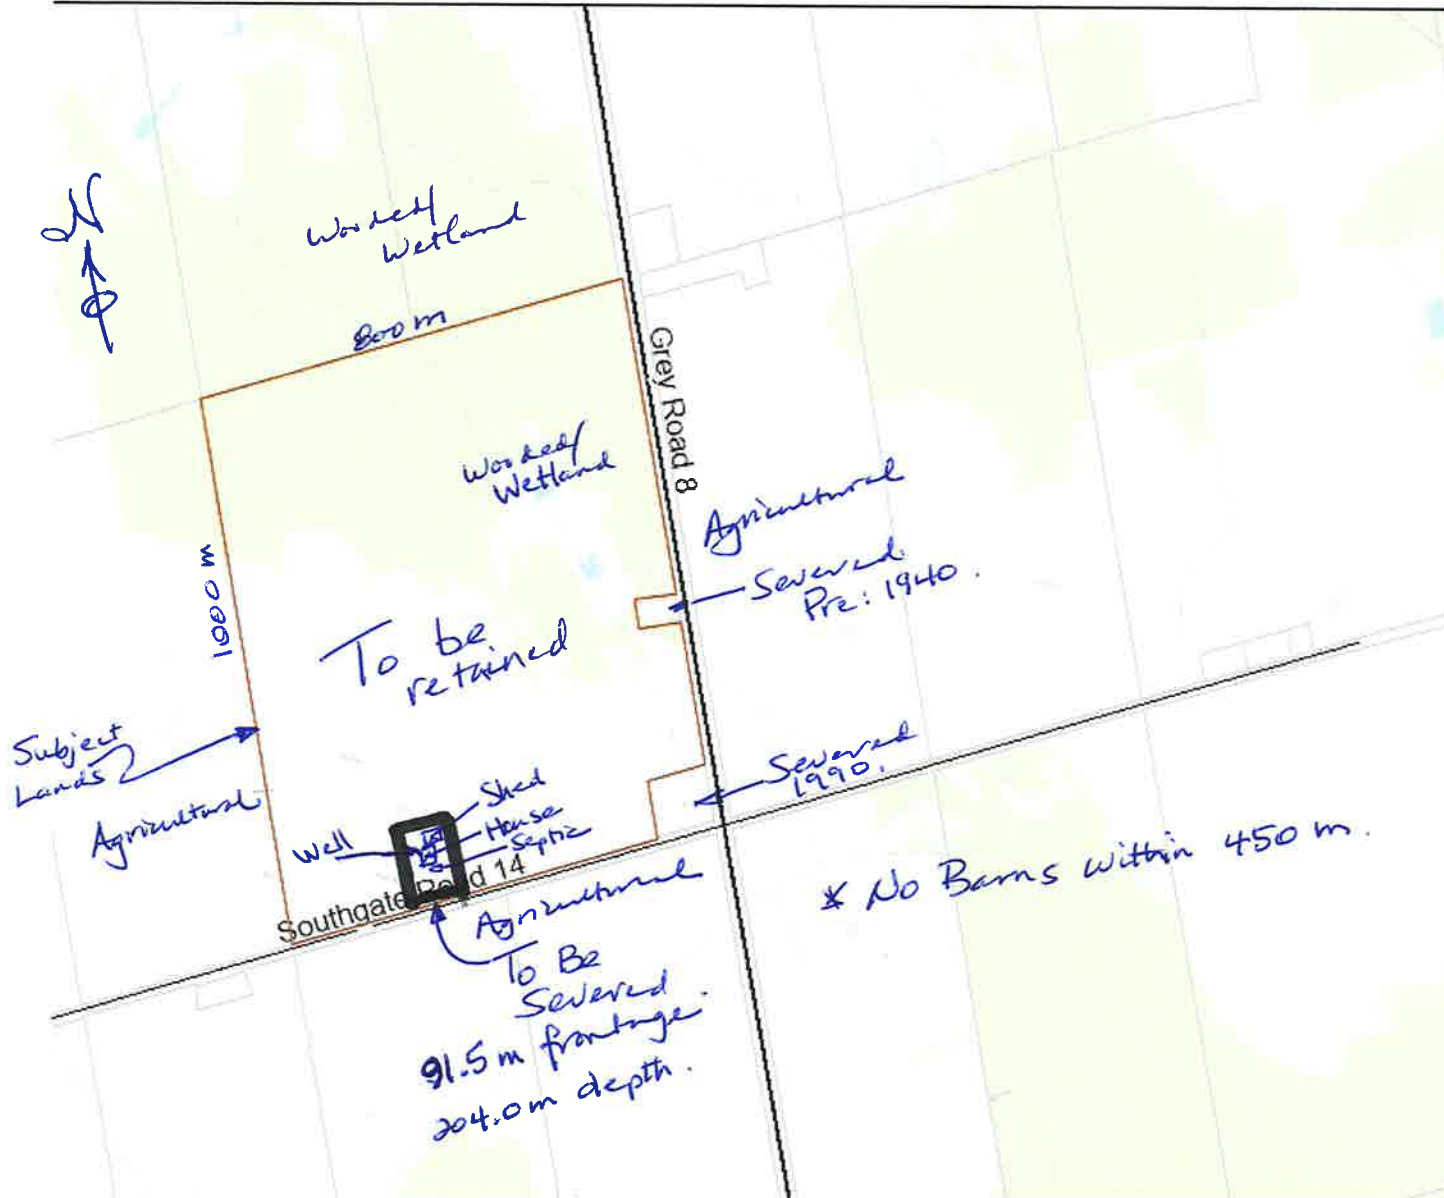 N
Wooded/
Wetland
800 m
Grey Road 8
Wooded/
Wetland
Agricultural
Severed
Pre: 1940.
To be
retained
Subject
Lands
Severed
1990.
Agricultural
Shed
House
Septic
Well
Southgate Road 14
* No Barns within 450 m.
Agricultural
To Be
Severed
91.5 m frontage.
204.0m depth.